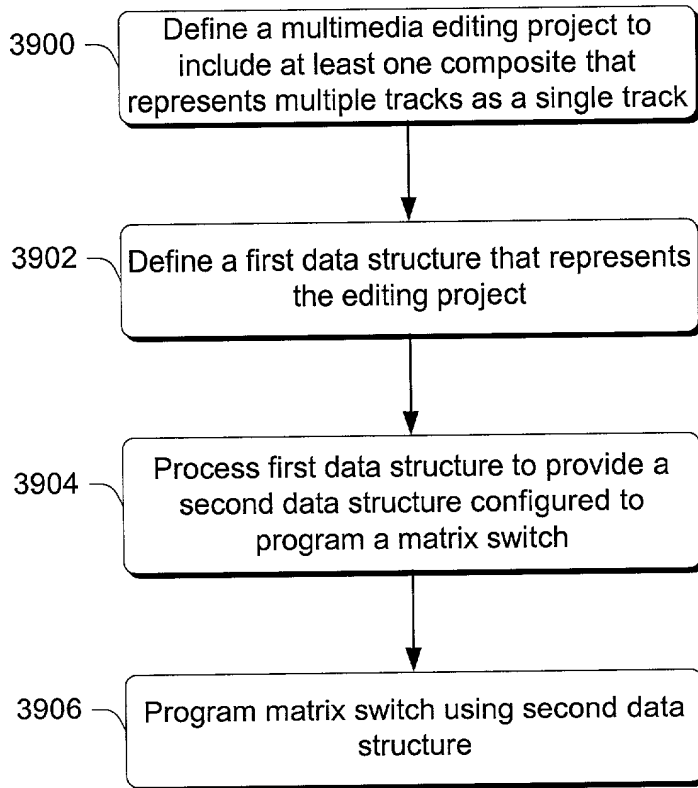 3900
Define a multimedia editing project to
include at least one composite that
represents multiple tracks as a single track
3902
Define a first data structure that represents
the editing project
3904
Process first data structure to provide a
second data structure configured to
program a matrix switch
3906
Program matrix switch using second data
structure